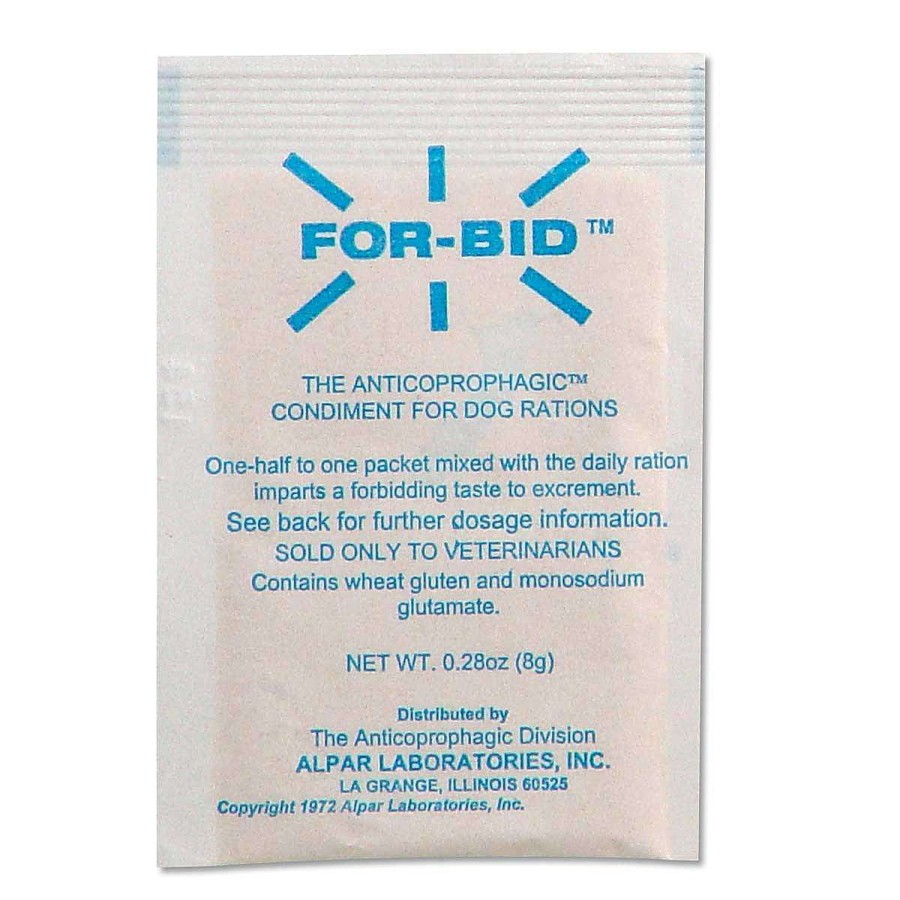 FOR-BID™
THE ANTICOPROPHAGIC™
CONDIMENT FOR DOG RATIONS
One-half to one packet mixed with the daily ration
imparts a forbidding taste to excrement.
See back for further dosage information.
SOLD ONLY TO VETERINARIANS
Contains wheat gluten and monosodium
glutamate.
NET WT. 0.28oz (8g)
Distributed by
The Anticoprophagic Division
ALPAR LABORATORIES, INC.
LA GRANGE, ILLINOIS 60525
Copyright 1972 Alpar Laboratories, Inc.